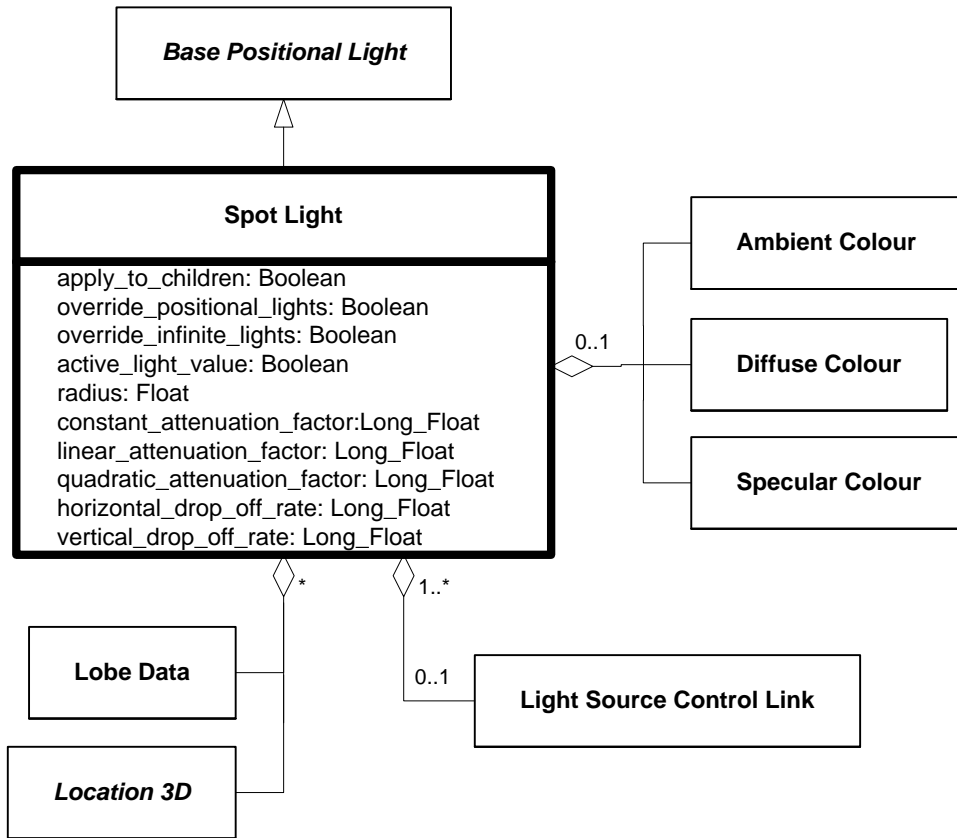 Base Positional Light
Spot Light
apply_to_children: Boolean
override_positional_lights: Boolean
override_infinite_lights: Boolean
active_light_value: Boolean
radius: Float
constant_attenuation_factor:Long_Float
linear_attenuation_factor: Long_Float
quadratic_attenuation_factor: Long_Float
horizontal_drop_off_rate: Long_Float
vertical_drop_off_rate: Long_Float
0..1
Ambient Colour
Diffuse Colour
Specular Colour
*
1..*
Lobe Data
0..1
Light Source Control Link
Location 3D